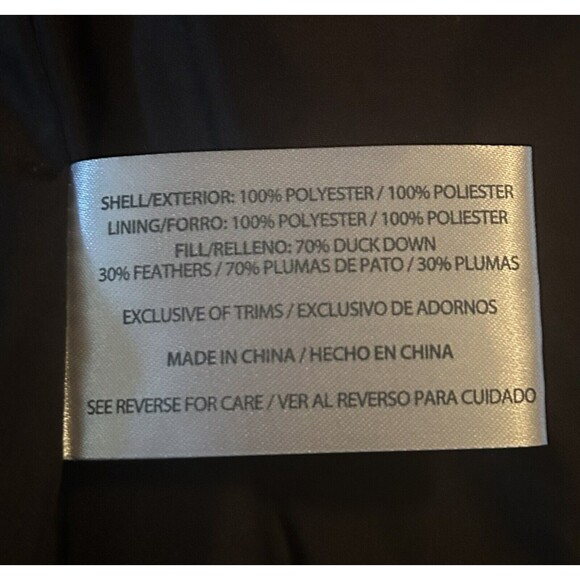 SHELL/EXTERIOR: 100% POLYESTER / 100% POLIESTER
LINING/FORRO: 100% POLYESTER / 100% POLIESTER
FILL/RELLENO: 70% DUCK DOWN
30% FEATHERS / 70% PLUMAS DE PATO / 30% PLUMAS
EXCLUSIVE OF TRIMS / EXCLUSIVO DE ADORNOS
MADE IN CHINA / HECHO EN CHINA
SEE REVERSE FOR CARE / VER AL REVERSO PARA CUIDADO